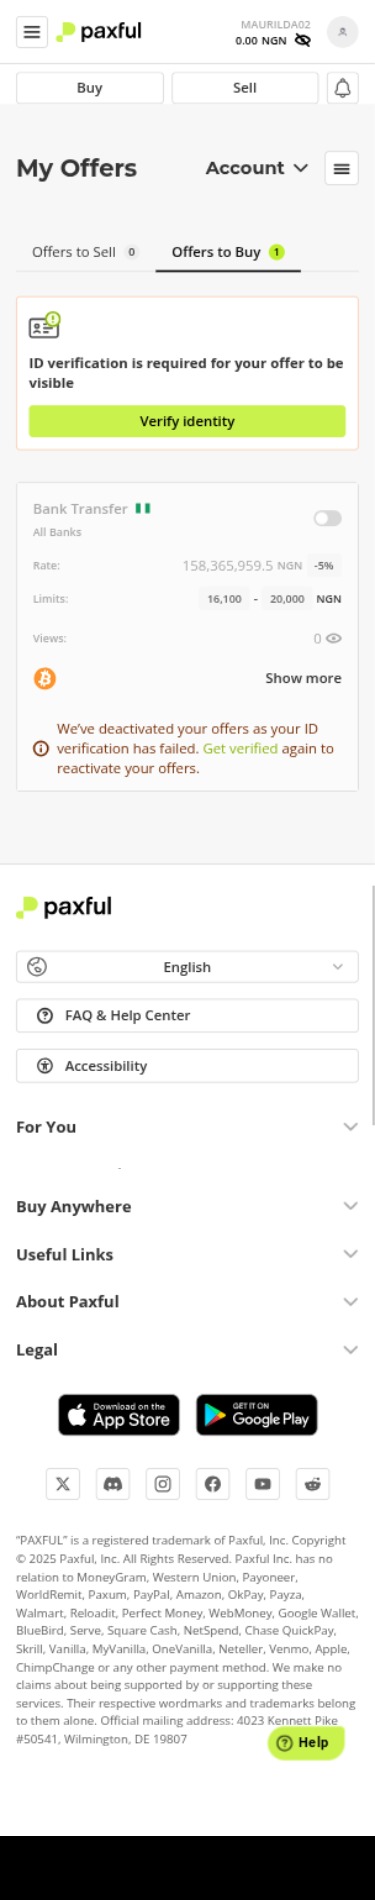 paxful
MAURILDA02
0.00 NGN
Buy
Sell
My Offers
Account
Offers to Sell 0
Offers to Buy 1
ID verification is required for your offer to be
visible
Verify identity
Bank Transfer
All Banks
Rate: 158,365,959.5 NGN -5%
Limits: 16,100 - 20,000 NGN
Views: 0
Show more
We’ve deactivated your offers as your ID
verification has failed. Get verified again to
reactivate your offers.
paxful
English
FAQ & Help Center
Accessibility
For You
Buy Anywhere
Useful Links
About Paxful
Legal
Download on the
App Store
GET IT ON
Google Play
“PAXFUL” is a registered trademark of Paxful, Inc. Copyright
© 2025 Paxful, Inc. All Rights Reserved. Paxful Inc. has no
relation to MoneyGram, Western Union, Payoneer,
WorldRemit, Paxum, PayPal, Amazon, OkPay, Payza,
Walmart, Reloadit, Perfect Money, WebMoney, Google Wallet,
BlueBird, Serve, Square Cash, NetSpend, Chase QuickPay,
Skrill, Vanilla, MyVanilla, OneVanilla, Neteller, Venmo, Apple,
ChimpChange or any other payment method. We make no
claims about being supported by or supporting these
services. Their respective wordmarks and trademarks belong
to them alone. Official mailing address: 4023 Kennett Pike
#50541, Wilmington, DE 19807
Help